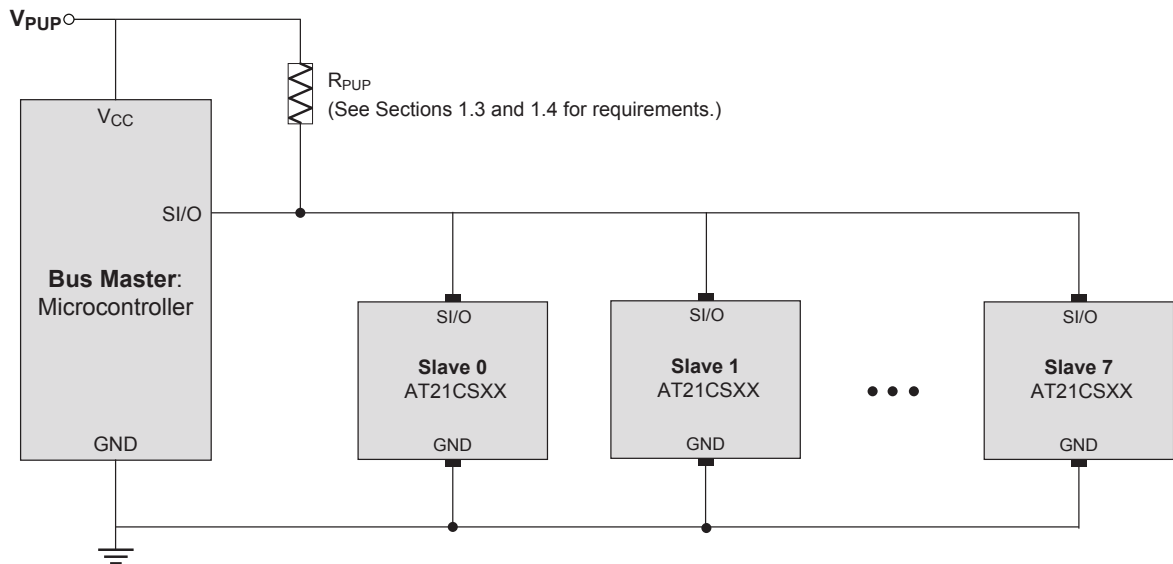 VPUP
RPUP
(See Sections 1.3 and 1.4 for requirements.)
VCC
SI/O
Bus Master:
Microcontroller
GND
SI/O
Slave 0
AT21CSXX
GND
SI/O
Slave 1
AT21CSXX
GND
SI/O
Slave 7
AT21CSXX
GND